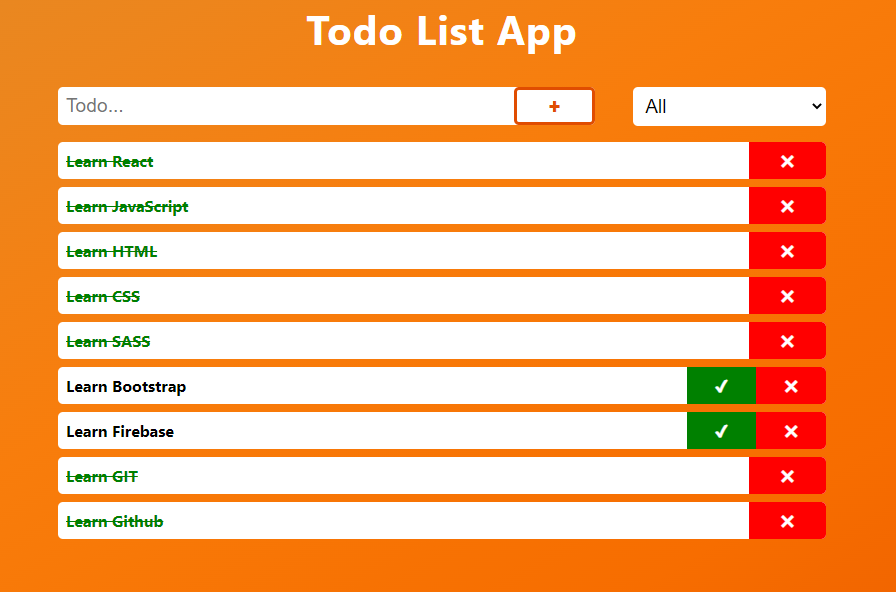 Todo List App
Todo...
+
All
Learn React
Learn JavaScript
Learn HTML
Learn CSS
Learn SASS
Learn Bootstrap
Learn Firebase
Learn GIT
Learn Github